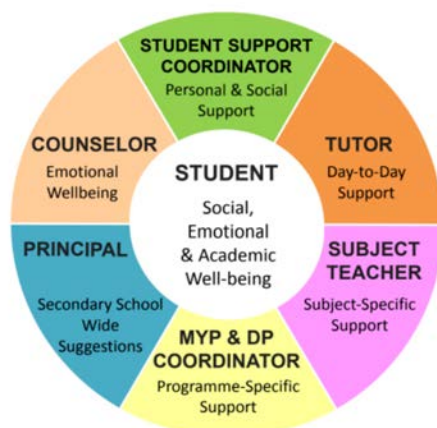 STUDENT SUPPORT
COORDINATOR
Personal & Social
Support
COUNSELOR
Emotional
Wellbeing
TUTOR
Day-to-Day
Support
STUDENT
Social,
Emotional
& Academic
Well-being
PRINCIPAL
Secondary School
Wide
Suggestions
SUBJECT
TEACHER
Subject-Specific
Support
MYP & DP
COORDINATOR
Programme-Specific
Support